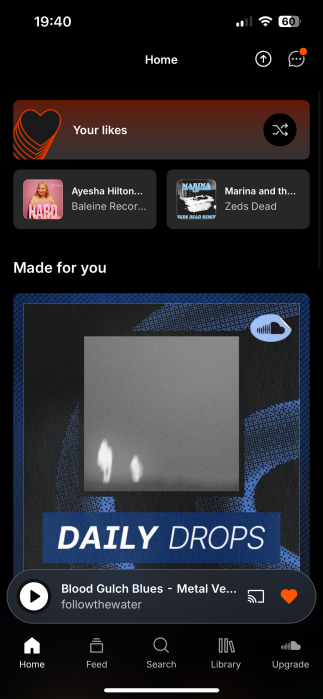 19:40
60
Home
Your likes
Ayesha Hilton...
Baleine Recor...
Marina and th...
Zeds Dead
HARD
MARINA
ZEDS DEAD REMIX
Made for you
DAILY DROPS
Blood Gulch Blues - Metal Ve...
followthewater
Home
Feed
Search
Library
Upgrade